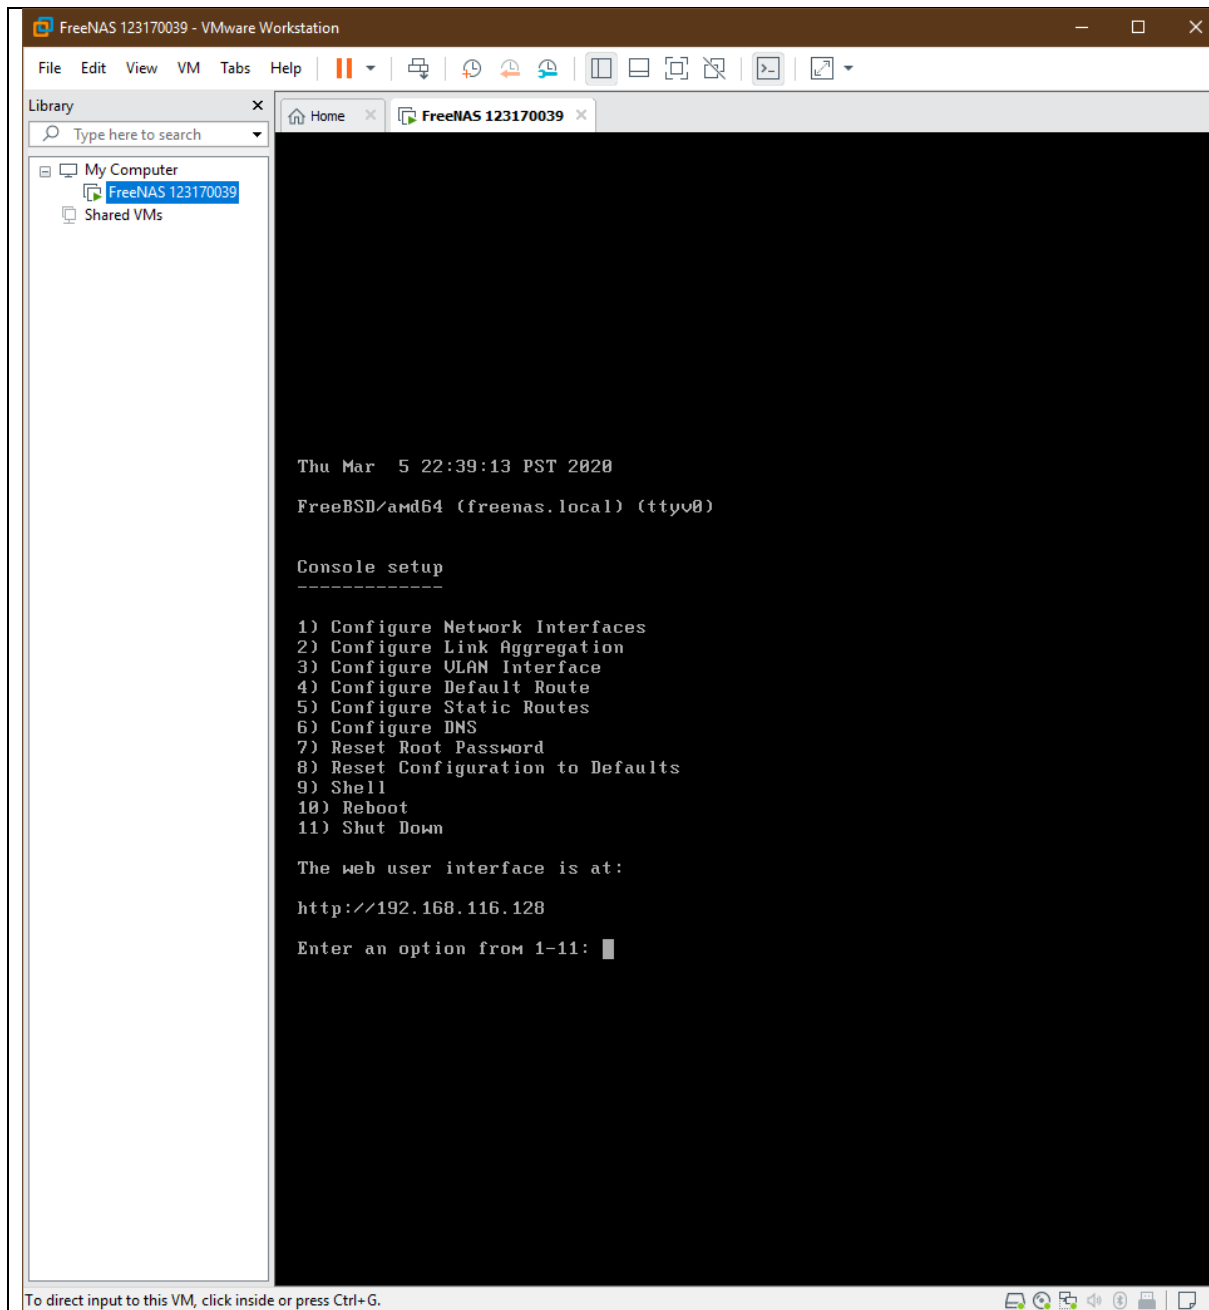 FreeNAS 123170039 - VMware Workstation
File Edit View VM Tabs Help
Library
Type here to search
My Computer
FreeNAS 123170039
Shared VMs
Home
FreeNAS 123170039
Thu Mar  5 22:39:13 PST 2020
FreeBSD/amd64 (freenas.local) (ttyv0)
Console setup
-------------
1) Configure Network Interfaces
2) Configure Link Aggregation
3) Configure VLAN Interface
4) Configure Default Route
5) Configure Static Routes
6) Configure DNS
7) Reset Root Password
8) Reset Configuration to Defaults
9) Shell
10) Reboot
11) Shut Down
The web user interface is at:
http://192.168.116.128
Enter an option from 1-11:
To direct input to this VM, click inside or press Ctrl+G.